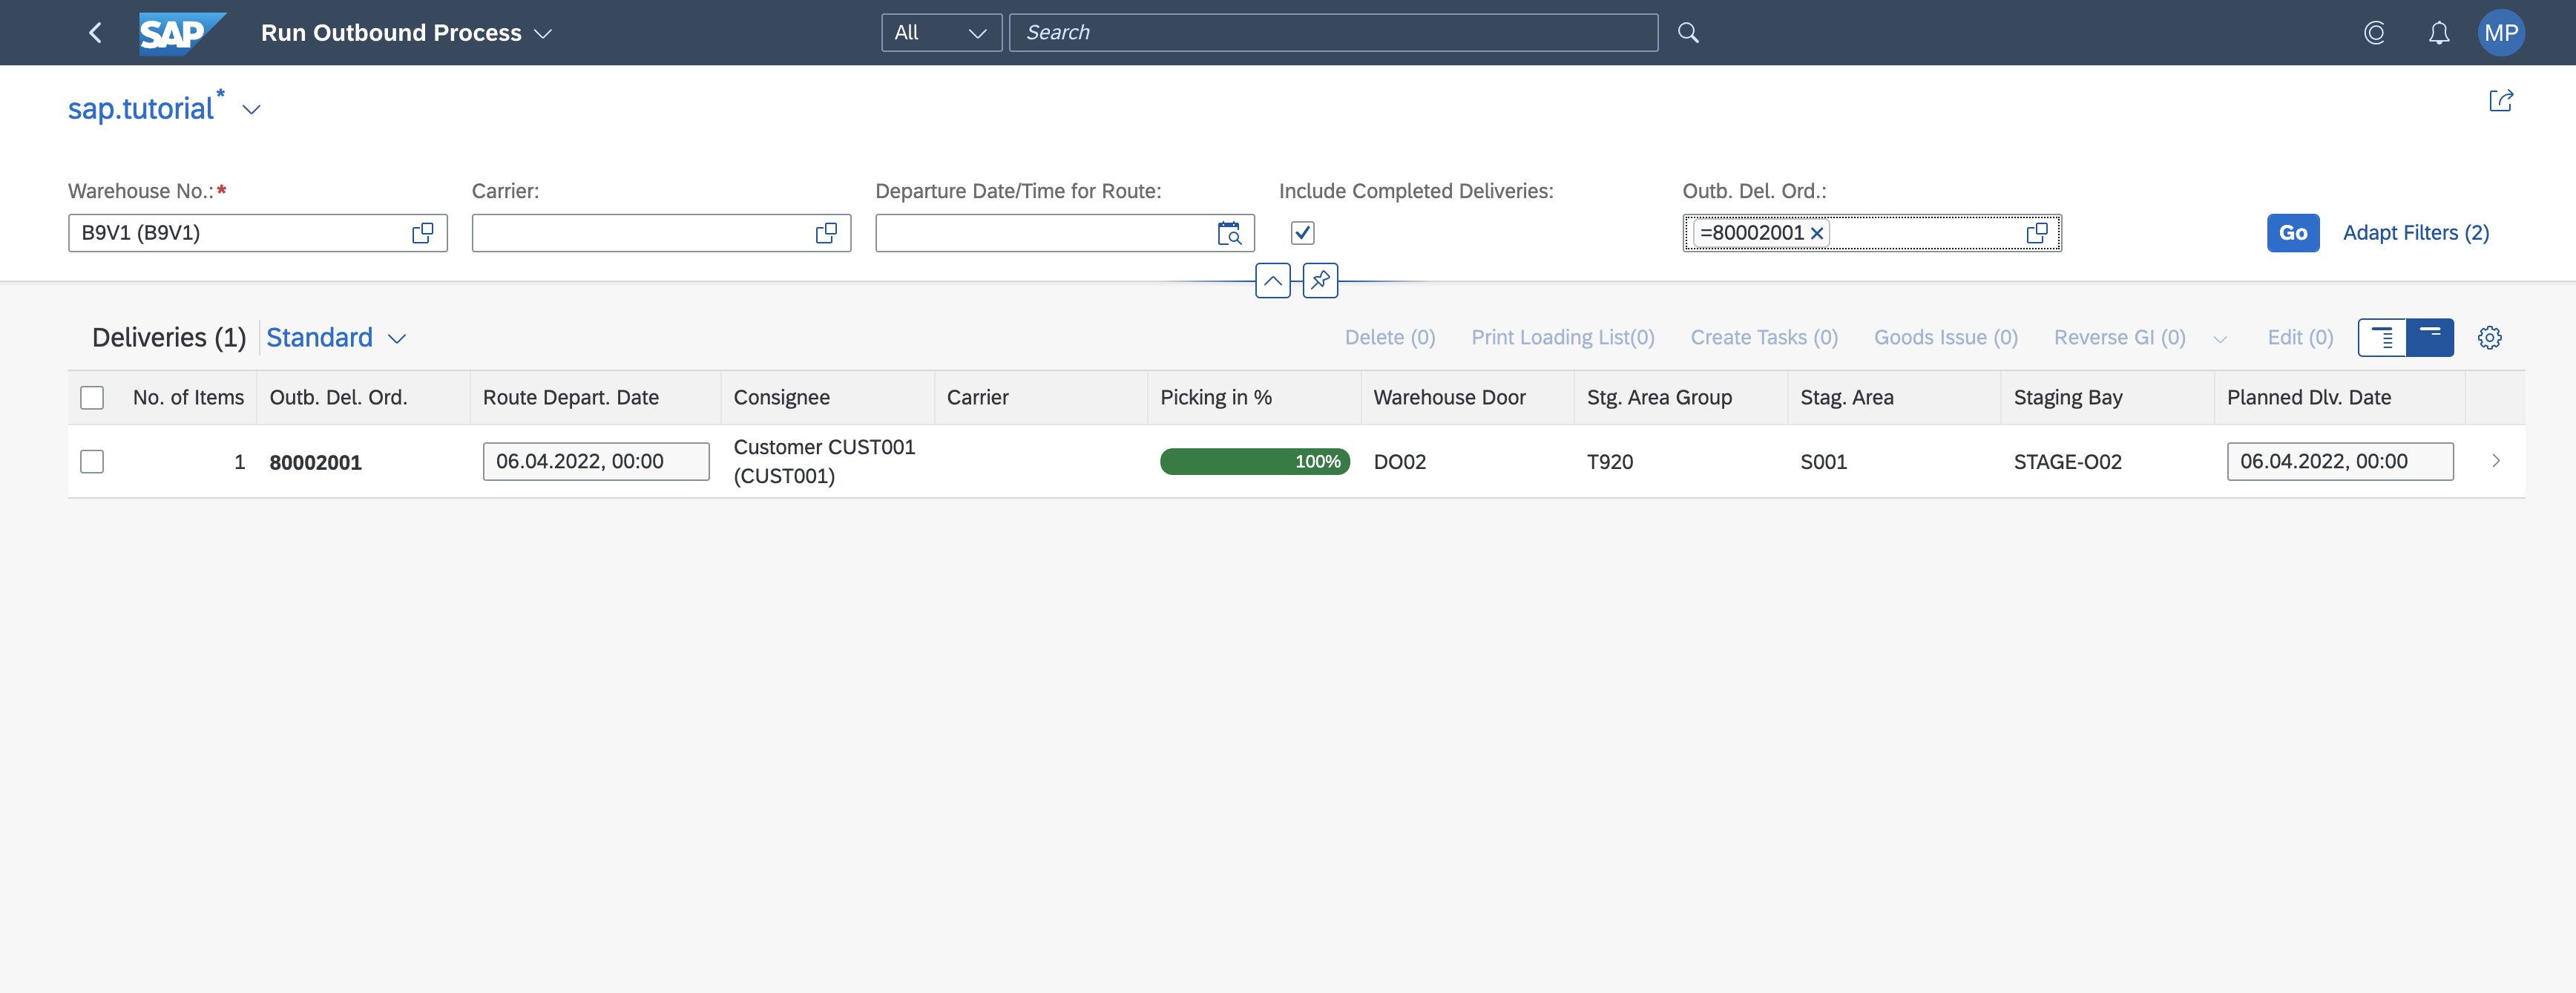 SAP Run Outbound Process All Search MP
sap.tutorial*
Warehouse No.:* Carrier: Departure Date/Time for Route: Include Completed Deliveries: Outb. Del. Ord.:
B9V1 (B9V1) =80002001 Go Adapt Filters (2)
Deliveries (1) Standard Delete (0) Print Loading List(0) Create Tasks (0) Goods Issue (0) Reverse GI (0) Edit (0)
No. of Items Outb. Del. Ord. Route Depart. Date Consignee Carrier Picking in % Warehouse Door Stg. Area Group Stag. Area Staging Bay Planned Dlv. Date
1 80002001 06.04.2022, 00:00 Customer CUST001 100% DO02 T920 S001 STAGE-O02 06.04.2022, 00:00
(CUST001)